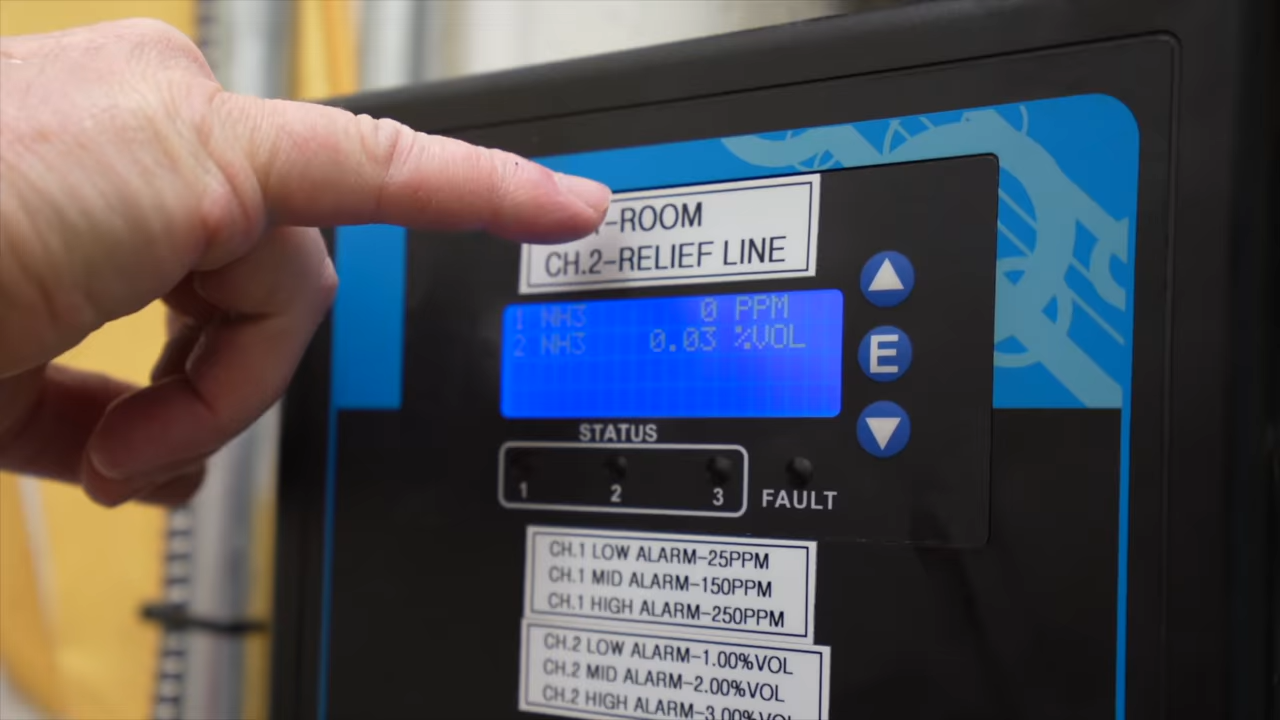 -ROOM
CH.2-RELIEF LINE
1 NH3 0 PPM
2 NH3 0.03 %VOL
E
STATUS
1 2 3
FAULT
CH.1 LOW ALARM-25PPM
CH.1 MID ALARM-150PPM
CH.1 HIGH ALARM-250PPM
CH.2 LOW ALARM-1.00%VOL
CH.2 MID ALARM-2.00%VOL
CH.2 HIGH ALARM-3.00%VOL